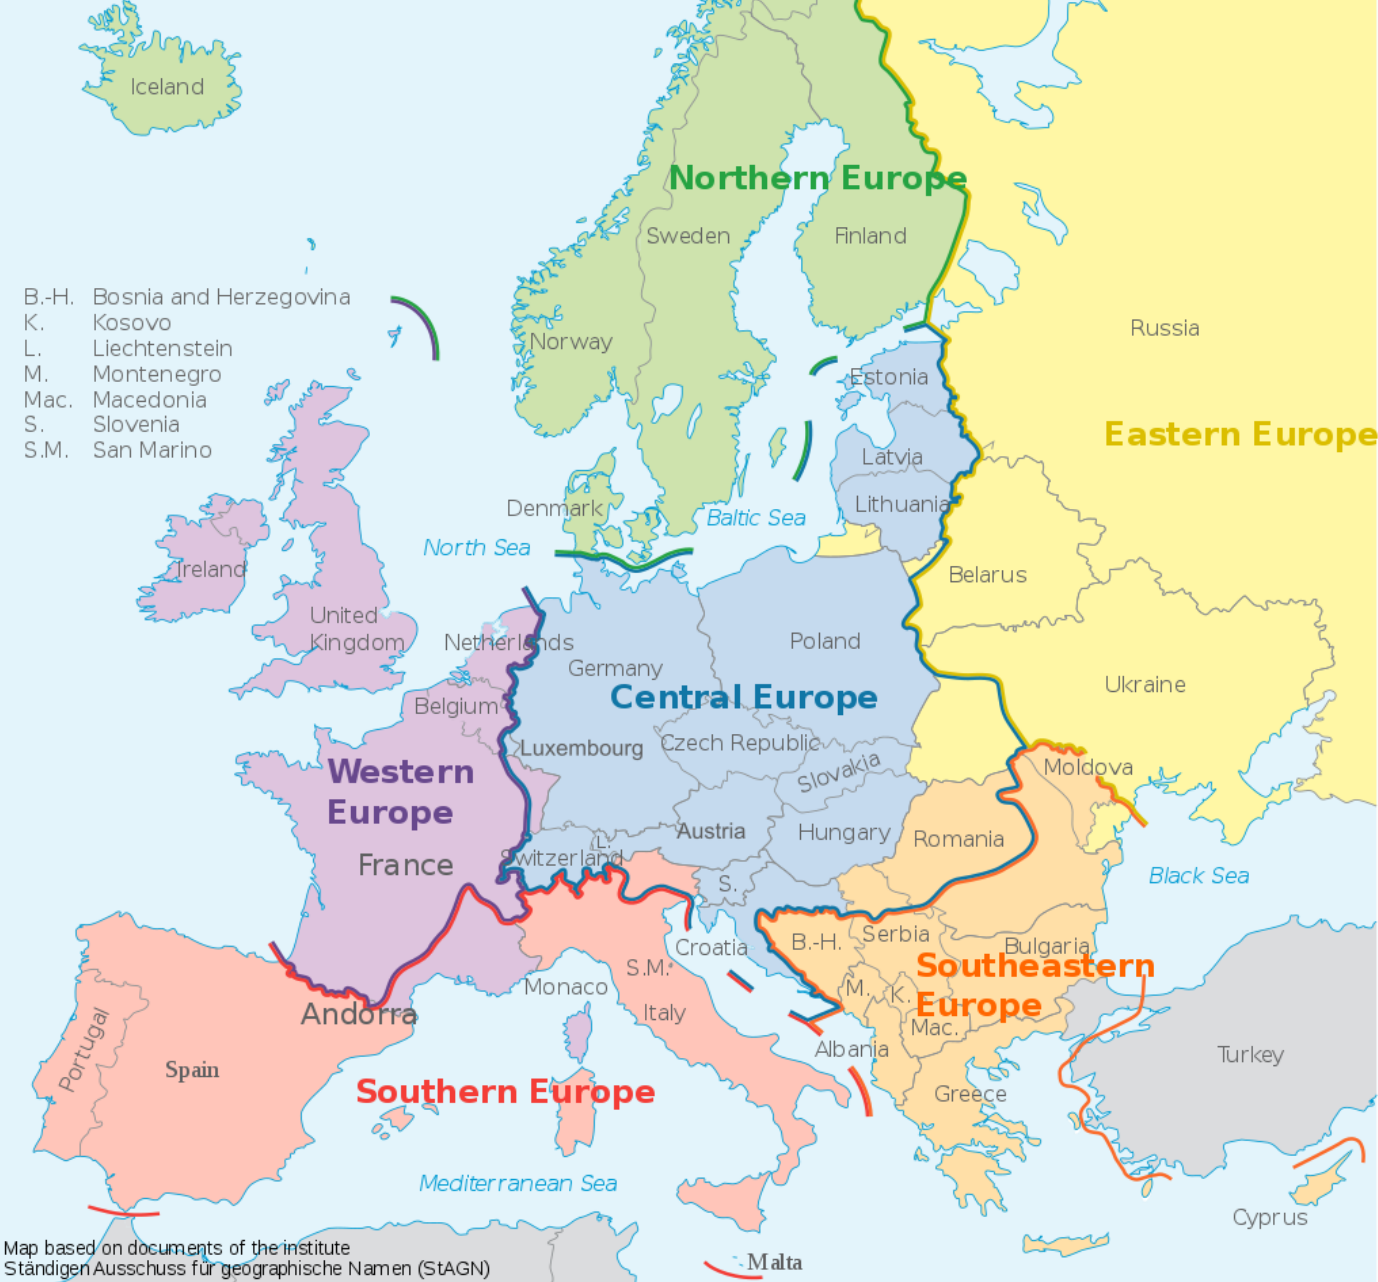 Iceland
Northern Europe
Sweden
Finland
B.-H. Bosnia and Herzegovina
K. Kosovo
L. Liechtenstein
M. Montenegro
Mac. Macedonia
S. Slovenia
S.M. San Marino
Norway
Russia
Estonia
Eastern Europe
Latvia
Lithuania
Denmark
Baltic Sea
North Sea
Ireland
Belarus
United
Kingdom
Netherlands
Poland
Germany
Central Europe
Ukraine
Belgium
Luxembourg
Czech Republic
Slovakia
Moldova
Western
Europe
Austria
Hungary
Romania
L.
Switzerland
France
S.
Black Sea
Croatia
B.-H.
Serbia
Bulgaria
Southeastern
Europe
S.M.
Monaco
M.
K.
Andorra
Italy
Mac.
Portugal
Spain
Albania
Turkey
Southern Europe
Greece
Mediterranean Sea
Cyprus
Malta
Map based on documents of the institute
Ständigen Ausschuss für geographische Namen (StAGN)